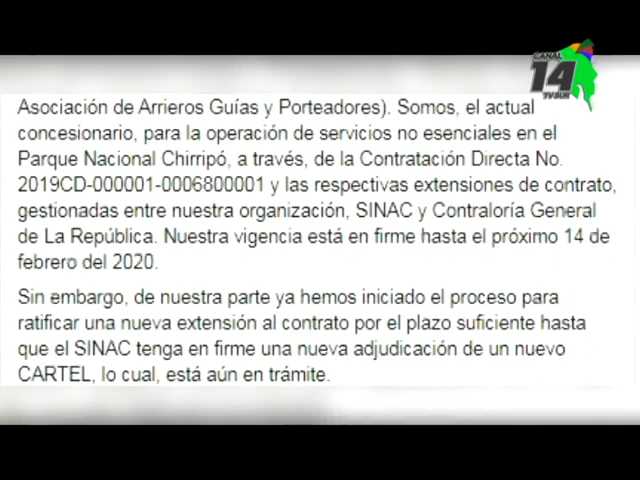 CANAL
14
TV SUR
Asociación de Arrieros Guías y Porteadores). Somos, el actual
concesionario, para la operación de servicios no esenciales en el
Parque Nacional Chirripó, a través, de la Contratación Directa No.
2019CD-000001-0006800001 y las respectivas extensiones de contrato,
gestionadas entre nuestra organización, SINAC y Contraloría General
de La República. Nuestra vigencia está en firme hasta el próximo 14 de
febrero del 2020.
Sin embargo, de nuestra parte ya hemos iniciado el proceso para
ratificar una nueva extensión al contrato por el plazo suficiente hasta
que el SINAC tenga en firme una nueva adjudicación de un nuevo
CARTEL, lo cual, está aún en trámite.